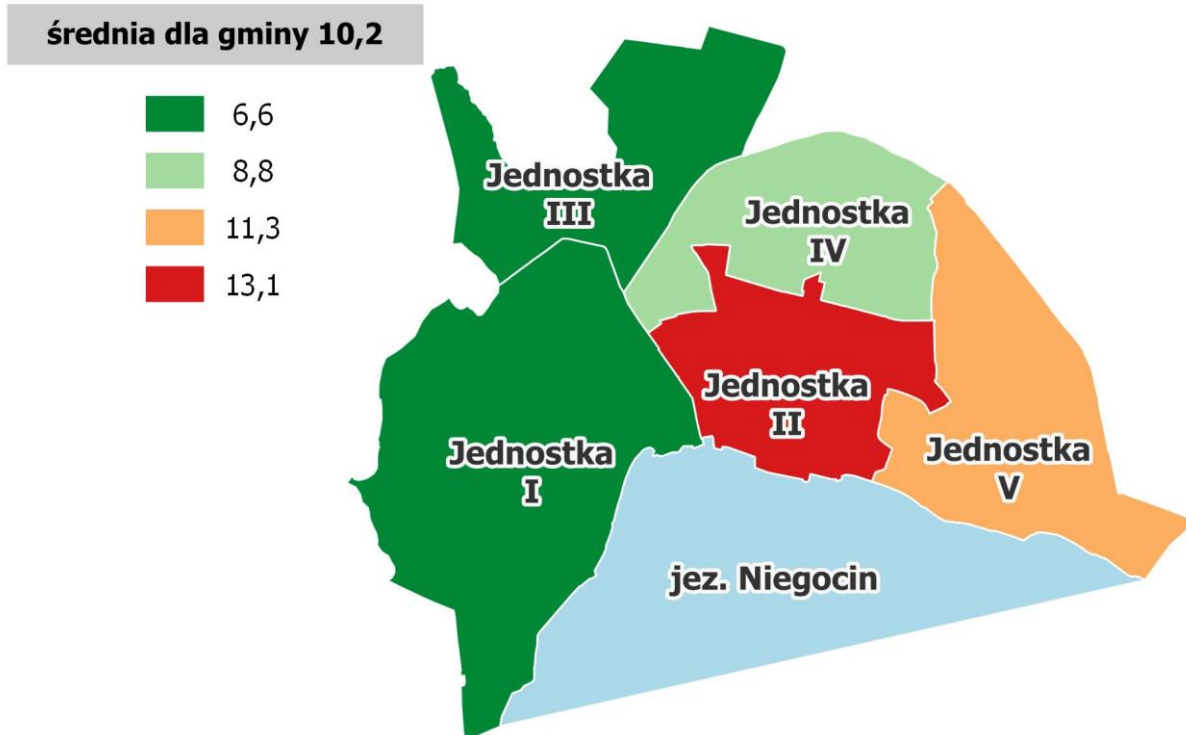 średnia dla gminy 10,2
6,6
8,8
11,3
13,1
Jednostka
III
Jednostka
IV
Jednostka
II
Jednostka
I
Jednostka
V
jez. Niegocin